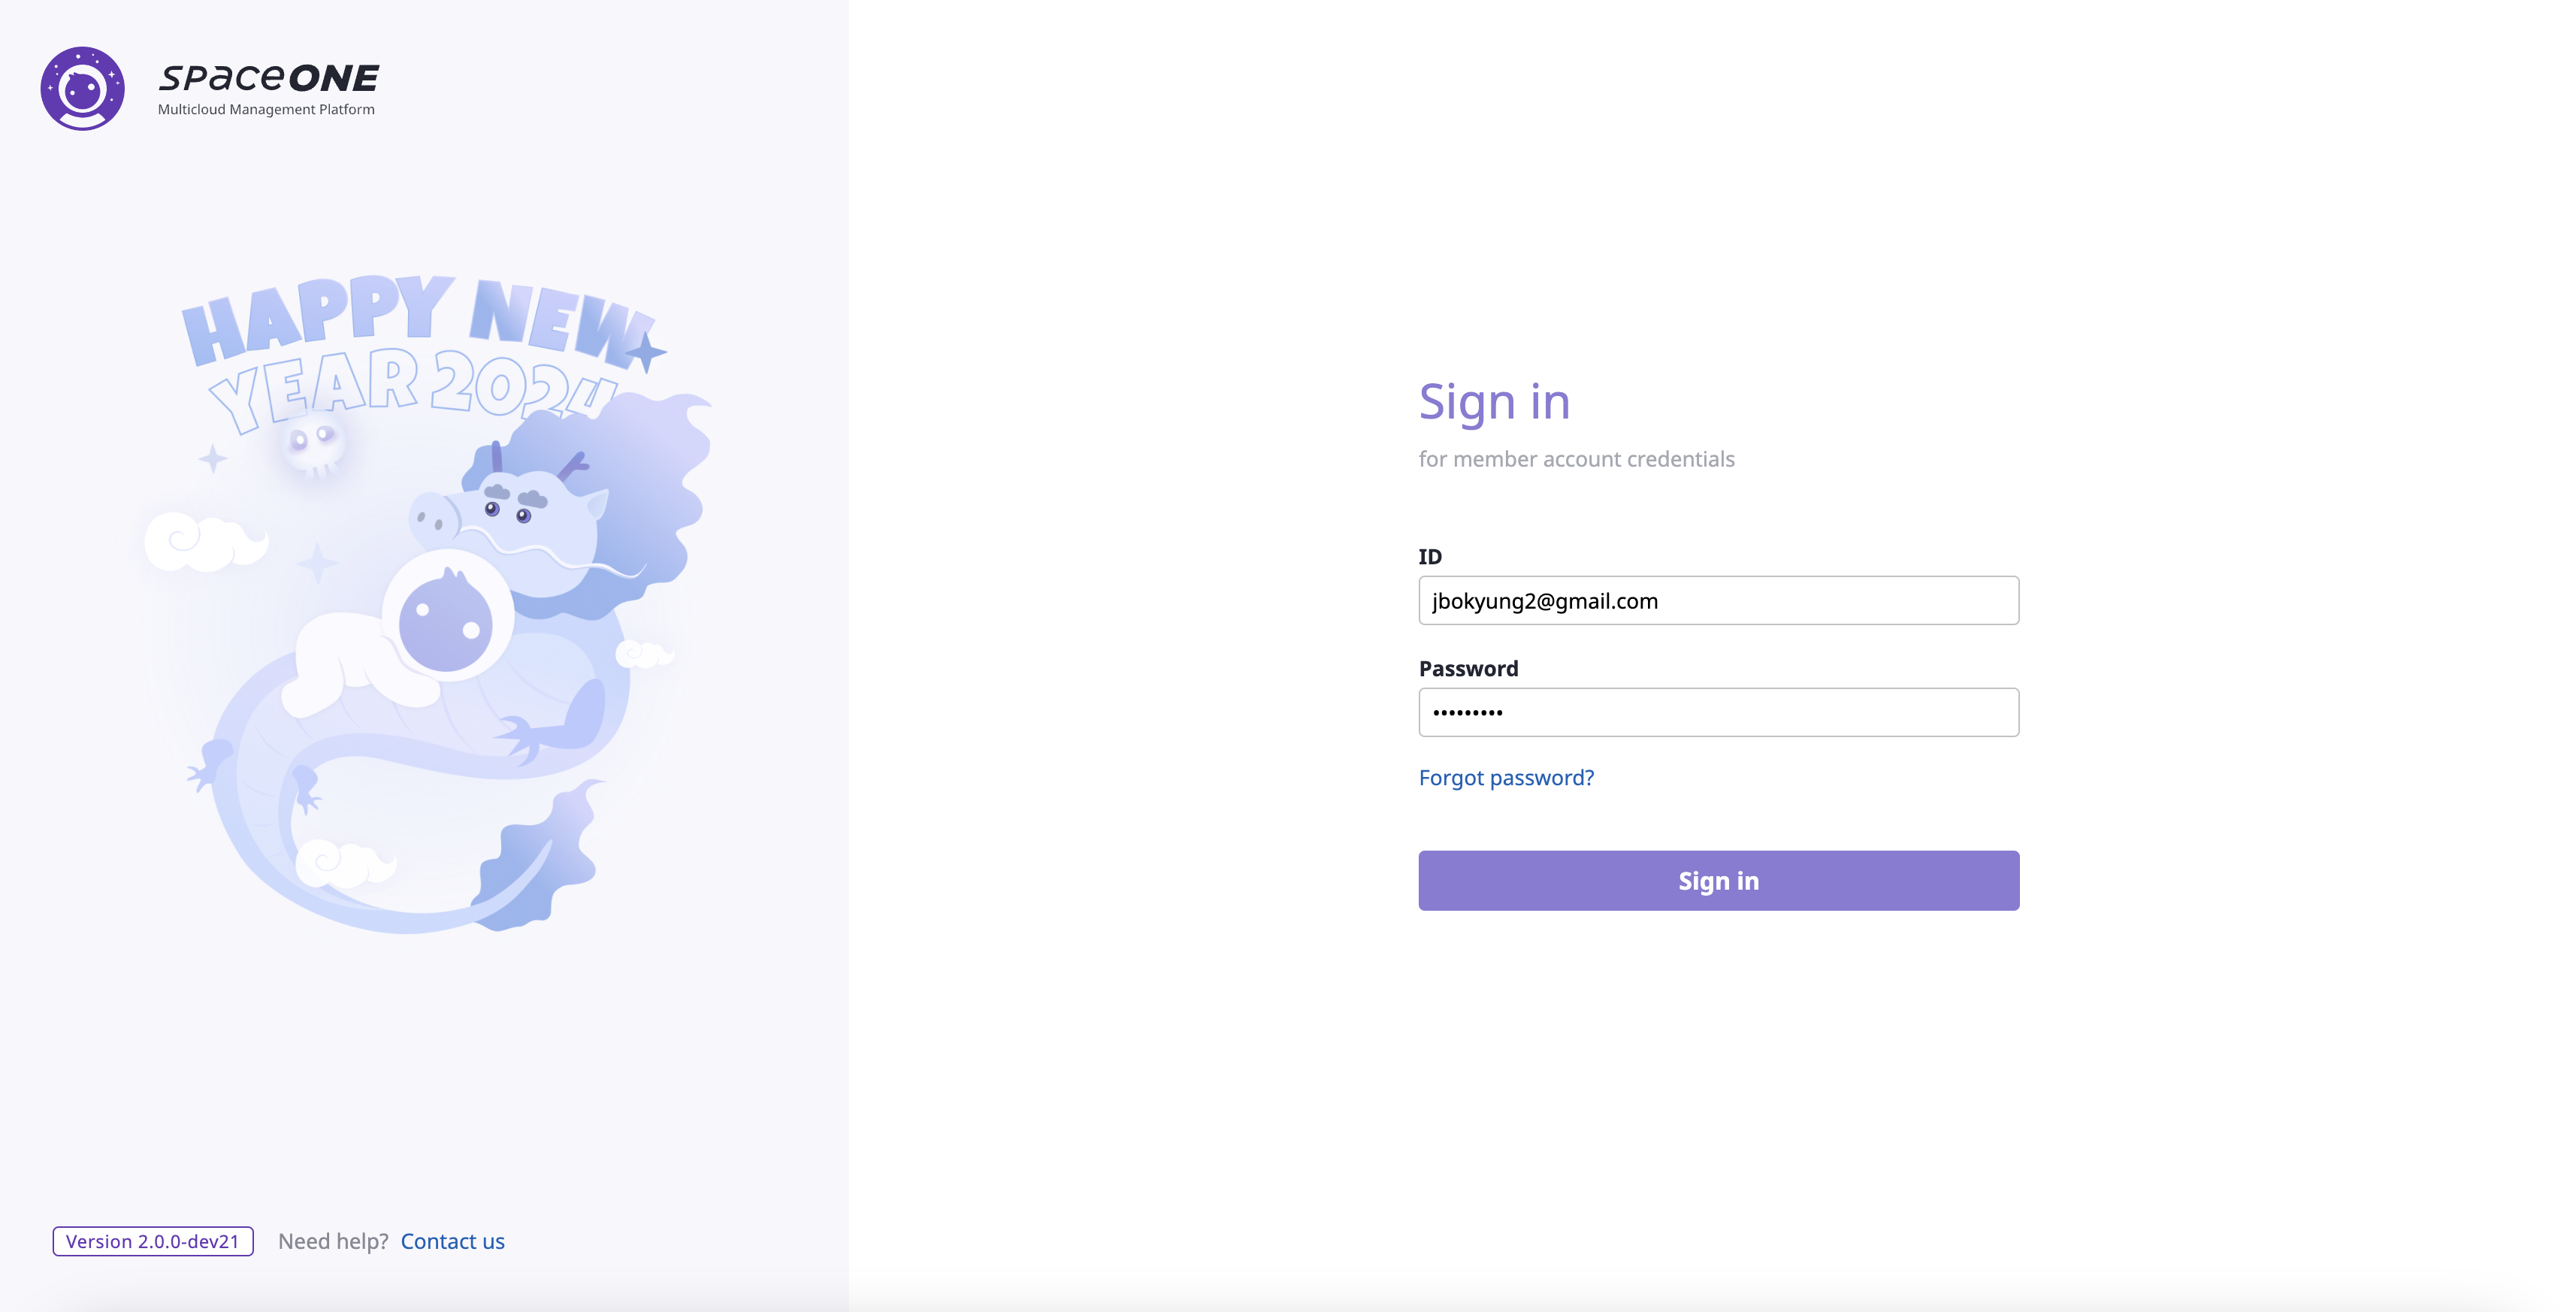 spaceONE
Multicloud Management Platform
HAPPY NEW
YEAR 2024
Version 2.0.0-dev21
Need help? Contact us
Sign in
for member account credentials
ID
jbokyung2@gmail.com
Password
•••••••••
Forgot password?
Sign in